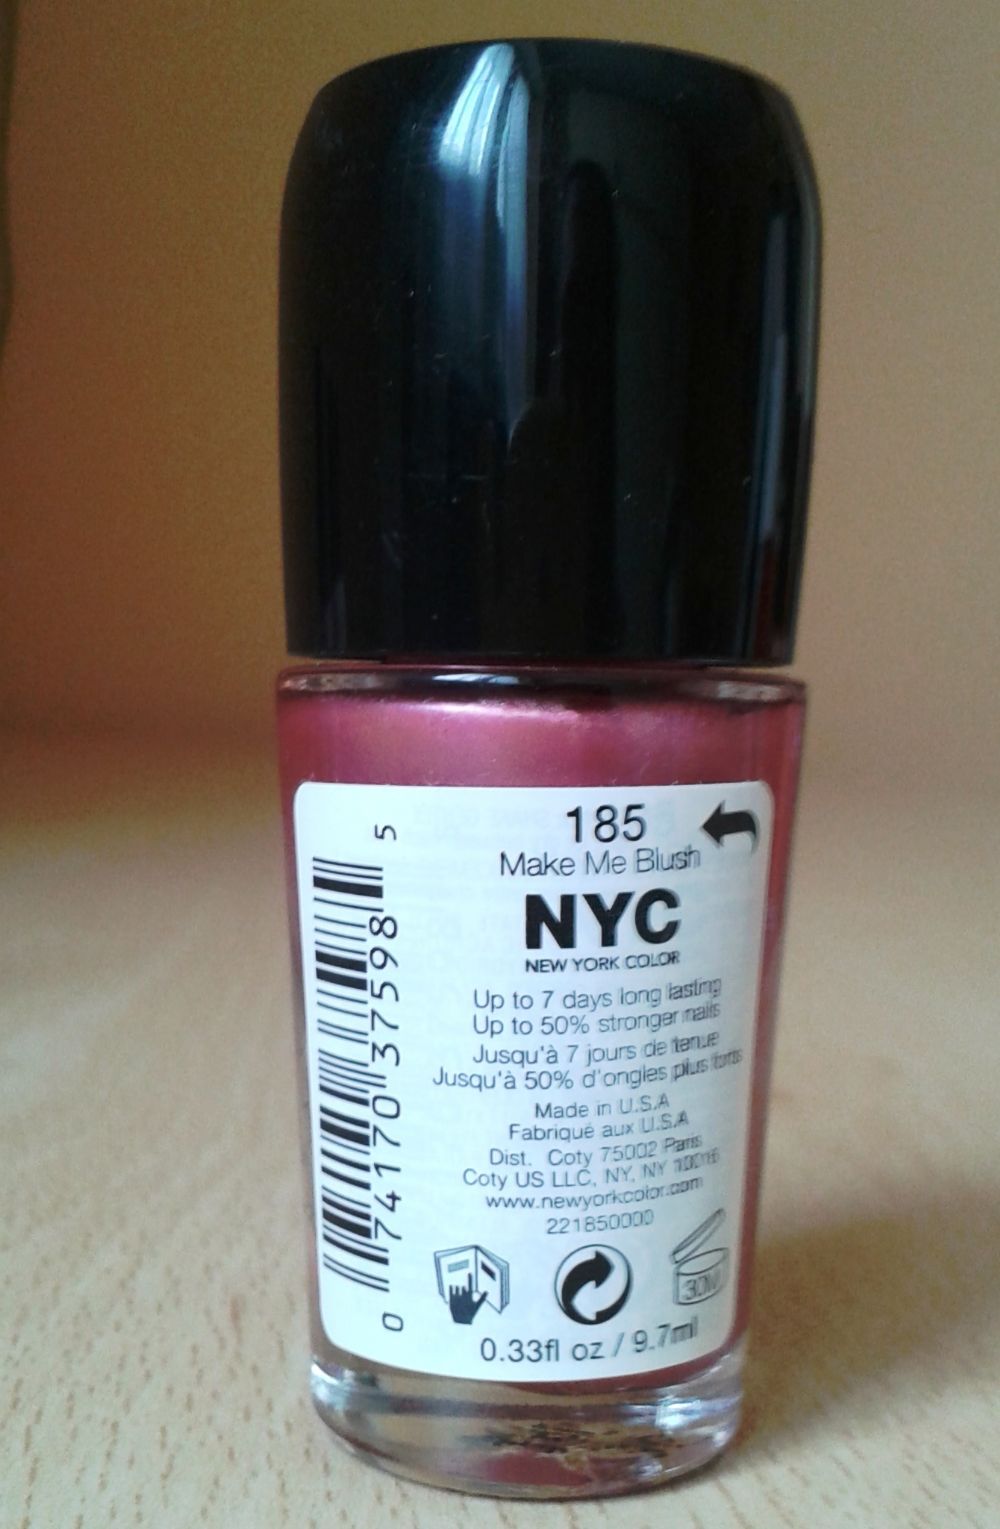 185
Make Me Blush
NYC
NEW YORK COLOR
Up to 7 days long lasting
Up to 50% stronger nails
Jusqu'à 7 jours de tenue
Jusqu'à 50% d'ongles plus forts
Made in U.S.A
Fabriqué aux U.S.A
Dist. Coty 75002 Paris
Coty US LLC, NY, NY 10016
www.newyorkcolor.com
221850000
30M
0.33fl oz / 9.7ml
0 74170 37598 5